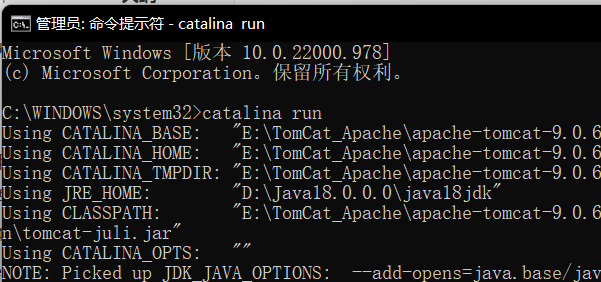 管理员: 命令提示符 - catalina run
Microsoft Windows [版本 10.0.22000.978]
(c) Microsoft Corporation。保留所有权利。
C:\WINDOWS\system32>catalina run
Using CATALINA_BASE:   "E:\TomCat_Apache\apache-tomcat-9.0.6
Using CATALINA_HOME:   "E:\TomCat_Apache\apache-tomcat-9.0.6
Using CATALINA_TMPDIR: "E:\TomCat_Apache\apache-tomcat-9.0.6
Using JRE_HOME:        "D:\Java18.0.0.0\java18jdk"
Using CLASSPATH:       "E:\TomCat_Apache\apache-tomcat-9.0.6
n\tomcat-juli.jar"
Using CATALINA_OPTS:   ""
NOTE: Picked up JDK_JAVA_OPTIONS:  --add-opens=java.base/jav